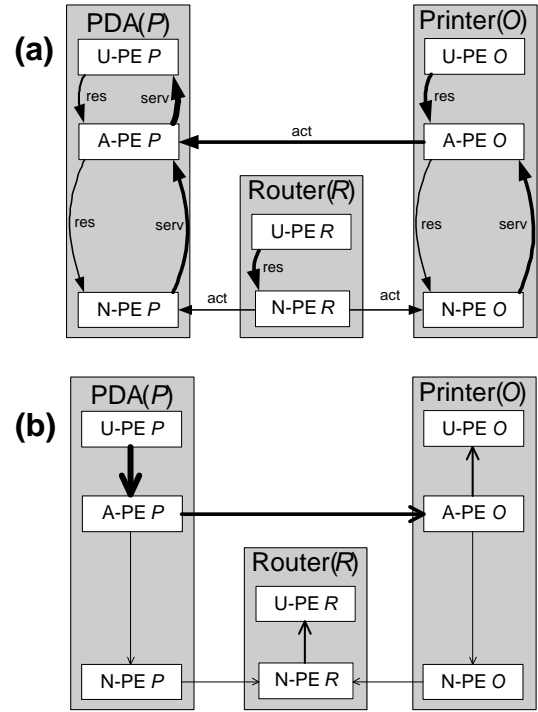 (a)
PDA(P)
Printer(O)
U-PE P
U-PE O
res
serv
res
A-PE P
act
A-PE O
Router(R)
U-PE R
res
serv
res
serv
res
N-PE P
act
N-PE R
act
N-PE O
(b)
PDA(P)
Printer(O)
U-PE P
U-PE O
A-PE P
A-PE O
Router(R)
U-PE R
N-PE P
N-PE R
N-PE O